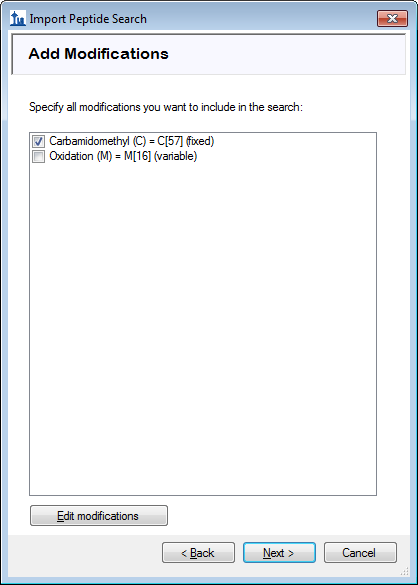 Import Peptide Search
Add Modifications
Specify all modifications you want to include in the search:
Carbamidomethyl (C) = C[57] (fixed)
Oxidation (M) = M[16] (variable)
Edit modifications
< Back
Next >
Cancel